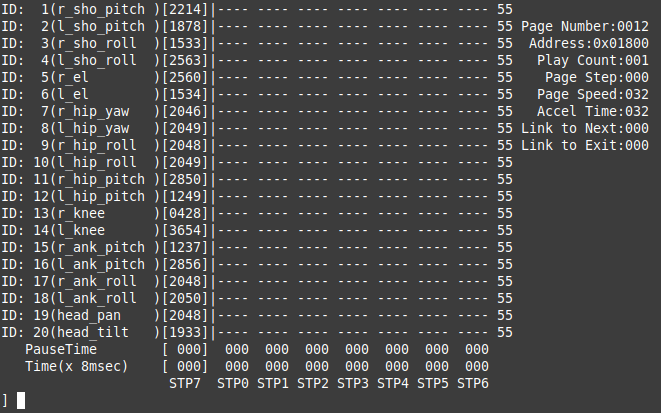 ID:  1(r_sho_pitch )[2214]|---- ---- ---- ---- ---- ---- ---- 55
ID:  2(l_sho_pitch )[1878]|---- ---- ---- ---- ---- ---- ---- 55 Page Number:0012
ID:  3(r_sho_roll  )[1533]|---- ---- ---- ---- ---- ---- ---- 55  Address:0x01800
ID:  4(l_sho_roll  )[2563]|---- ---- ---- ---- ---- ---- ---- 55   Play Count:001
ID:  5(r_el        )[2560]|---- ---- ---- ---- ---- ---- ---- 55    Page Step:000
ID:  6(l_el        )[1534]|---- ---- ---- ---- ---- ---- ---- 55   Page Speed:032
ID:  7(r_hip_yaw   )[2046]|---- ---- ---- ---- ---- ---- ---- 55   Accel Time:032
ID:  8(l_hip_yaw   )[2049]|---- ---- ---- ---- ---- ---- ---- 55 Link to Next:000
ID:  9(r_hip_roll  )[2048]|---- ---- ---- ---- ---- ---- ---- 55 Link to Exit:000
ID: 10(l_hip_roll  )[2049]|---- ---- ---- ---- ---- ---- ---- 55
ID: 11(r_hip_pitch )[2850]|---- ---- ---- ---- ---- ---- ---- 55
ID: 12(l_hip_pitch )[1249]|---- ---- ---- ---- ---- ---- ---- 55
ID: 13(r_knee      )[0428]|---- ---- ---- ---- ---- ---- ---- 55
ID: 14(l_knee      )[3654]|---- ---- ---- ---- ---- ---- ---- 55
ID: 15(r_ank_pitch )[1237]|---- ---- ---- ---- ---- ---- ---- 55
ID: 16(l_ank_pitch )[2856]|---- ---- ---- ---- ---- ---- ---- 55
ID: 17(r_ank_roll  )[2048]|---- ---- ---- ---- ---- ---- ---- 55
ID: 18(l_ank_roll  )[2050]|---- ---- ---- ---- ---- ---- ---- 55
ID: 19(head_pan    )[2048]|---- ---- ---- ---- ---- ---- ---- 55
ID: 20(head_tilt   )[1933]|---- ---- ---- ---- ---- ---- ---- 55
   PauseTime        [ 000]  000  000  000  000  000  000  000
   Time(x 8msec)    [ 000]  000  000  000  000  000  000  000
                     STP7  STP0 STP1 STP2 STP3 STP4 STP5 STP6
]